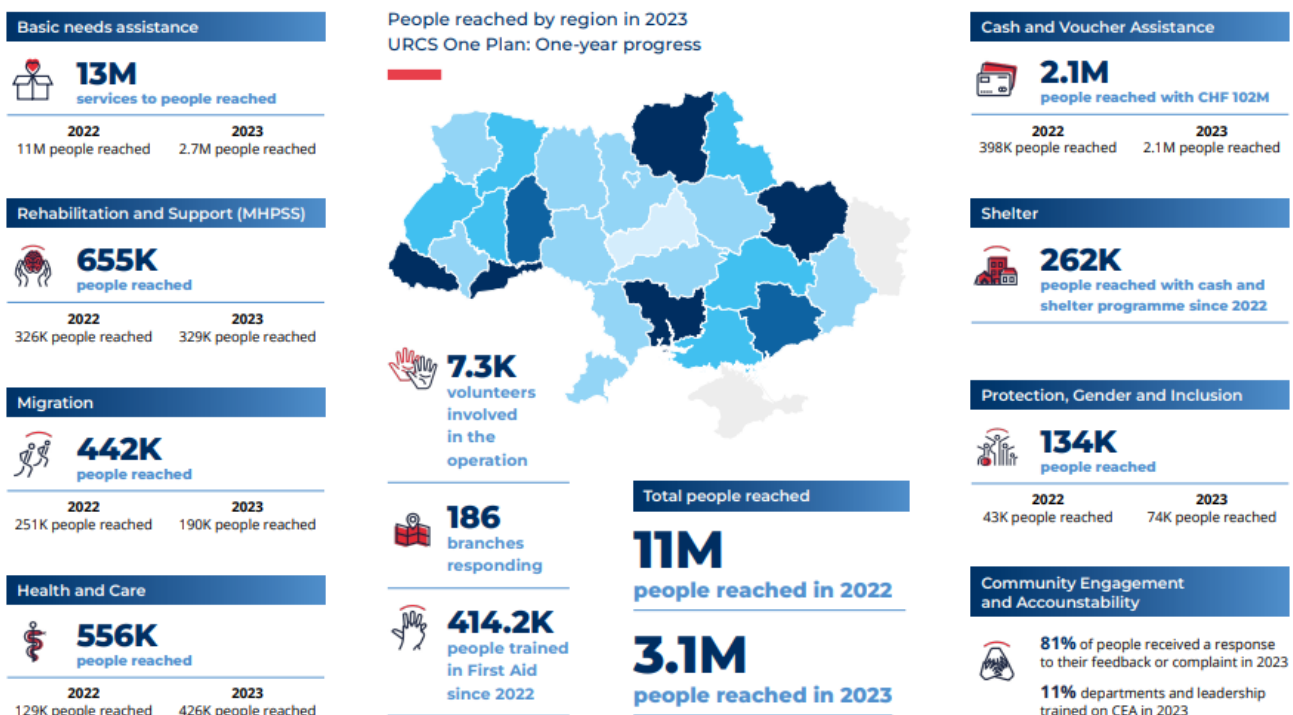 Basic needs assistance
13M
services to people reached
2022 2023
11M people reached 2.7M people reached
Rehabilitation and Support (MHPSS)
655K
people reached
2022 2023
326K people reached 329K people reached
Migration
442K
people reached
2022 2023
251K people reached 190K people reached
Health and Care
556K
people reached
2022 2023
129K people reached 426K people reached
People reached by region in 2023
URCS One Plan: One-year progress
7.3K
volunteers
involved
in the
operation
186
branches
responding
414.2K
people trained
in First Aid
since 2022
Total people reached
11M
people reached in 2022
3.1M
people reached in 2023
Cash and Voucher Assistance
2.1M
people reached with CHF 102M
2022 2023
398K people reached 2.1M people reached
Shelter
262K
people reached with cash and
shelter programme since 2022
Protection, Gender and Inclusion
134K
people reached
2022 2023
43K people reached 74K people reached
Community Engagement
and Accounstability
81% of people received a response
to their feedback or complaint in 2023
11% departments and leadership
trained on CEA in 2023